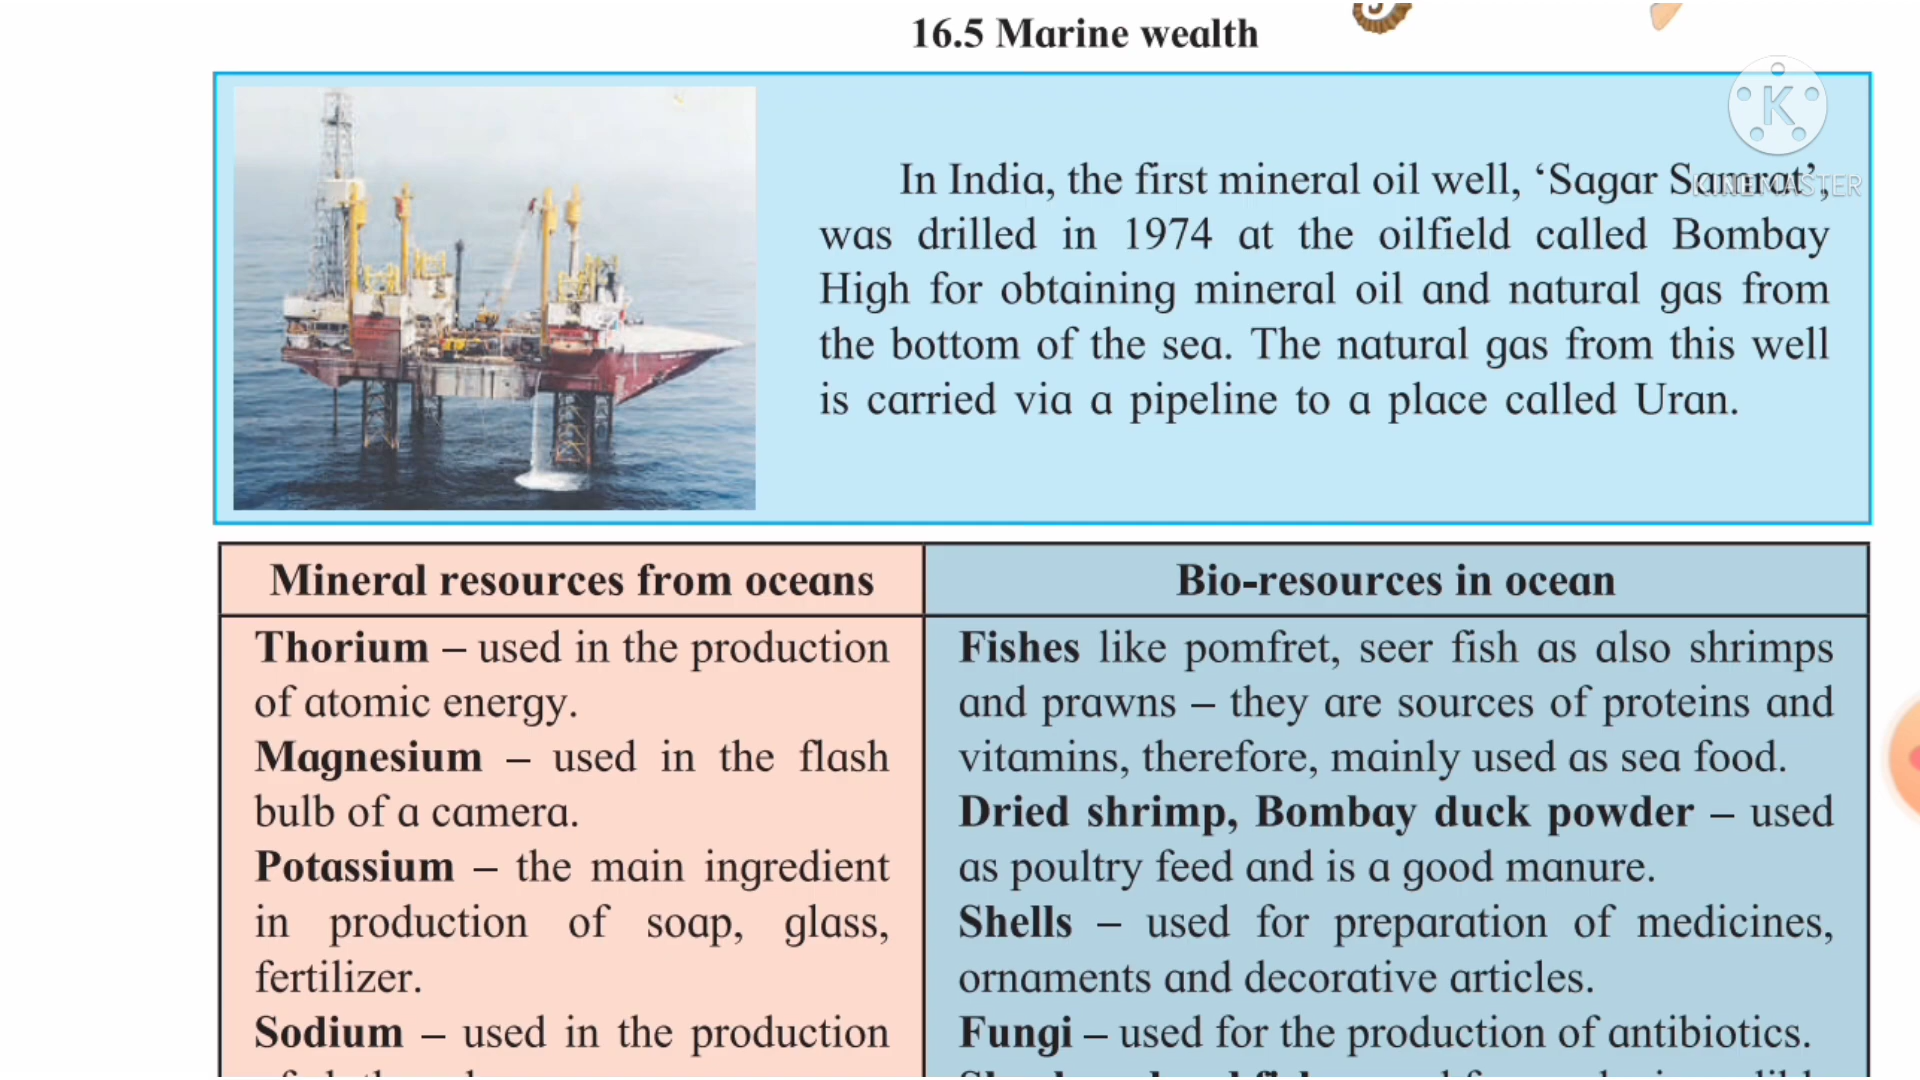 16.5 Marine wealth
K
KINEMASTER
In India, the first mineral oil well, ‘Sagar Samrat’,
was drilled in 1974 at the oilfield called Bombay
High for obtaining mineral oil and natural gas from
the bottom of the sea. The natural gas from this well
is carried via a pipeline to a place called Uran.
Mineral resources from oceans
Thorium – used in the production
of atomic energy.
Magnesium – used in the flash
bulb of a camera.
Potassium – the main ingredient
in production of soap, glass,
fertilizer.
Sodium – used in the production
Bio-resources in ocean
Fishes like pomfret, seer fish as also shrimps
and prawns – they are sources of proteins and
vitamins, therefore, mainly used as sea food.
Dried shrimp, Bombay duck powder – used
as poultry feed and is a good manure.
Shells – used for preparation of medicines,
ornaments and decorative articles.
Fungi – used for the production of antibiotics.